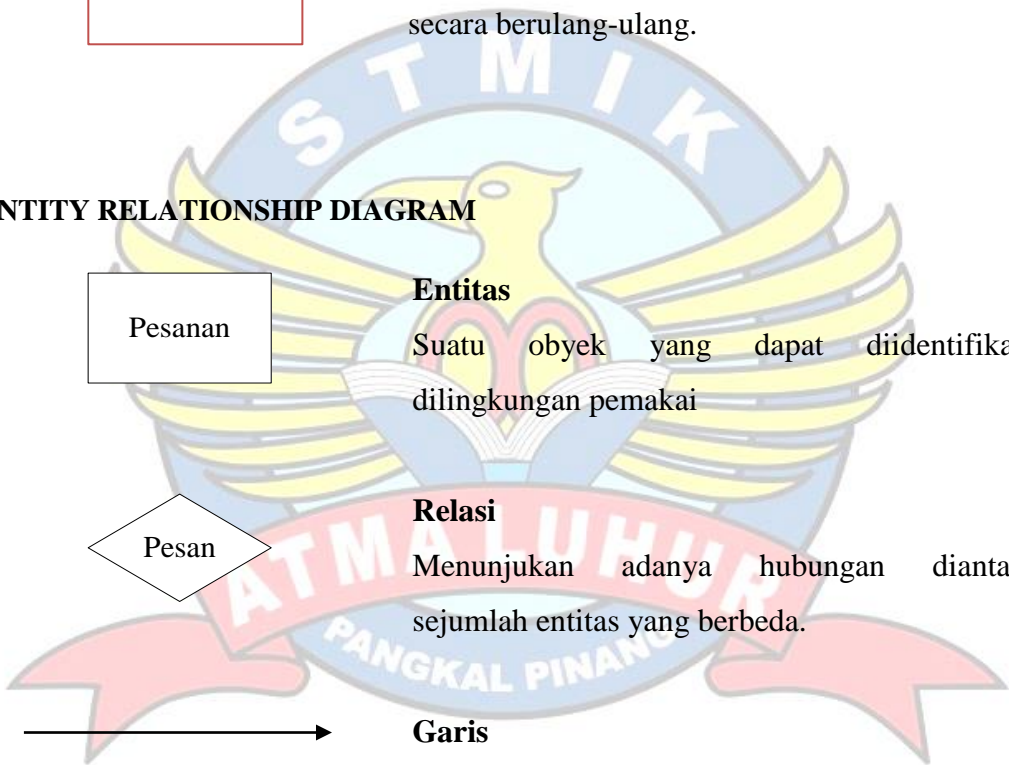 secara berulang-ulang.
STMIK
NTITY RELATIONSHIP DIAGRAM
Entitas
Pesanan
Suatu obyek yang dapat diidentifika
dilingkungan pemakai
Relasi
Pesan
Menunjukan adanya hubungan dianta
sejumlah entitas yang berbeda.
ATMA LUHUR
PANGKAL PINANG
Garis